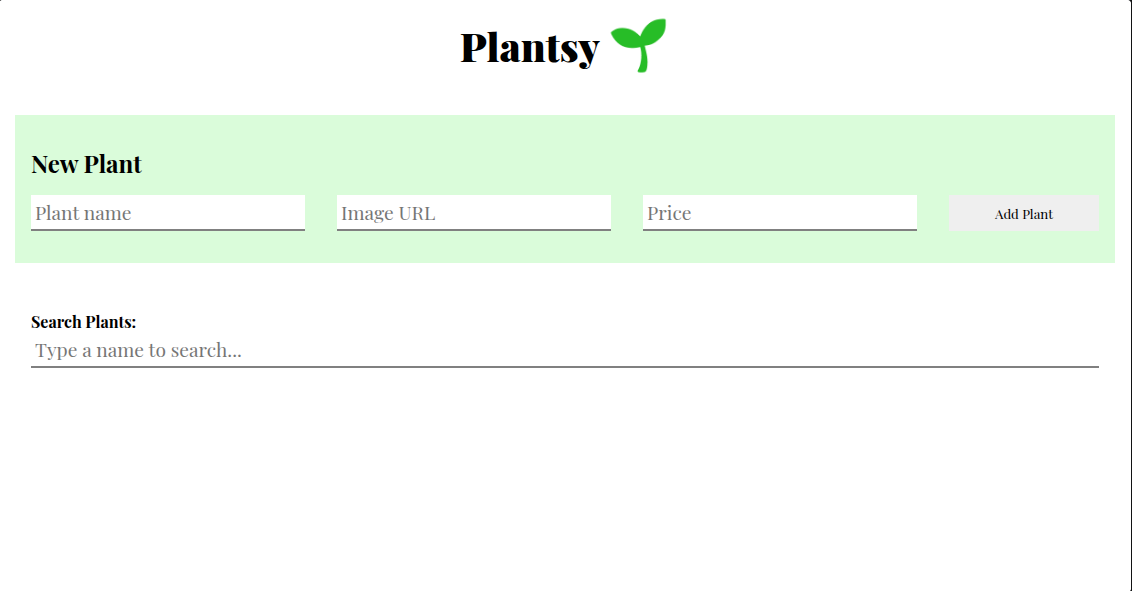 Plantsy
New Plant
Plant name
Image URL
Price
Add Plant
Search Plants:
Type a name to search...